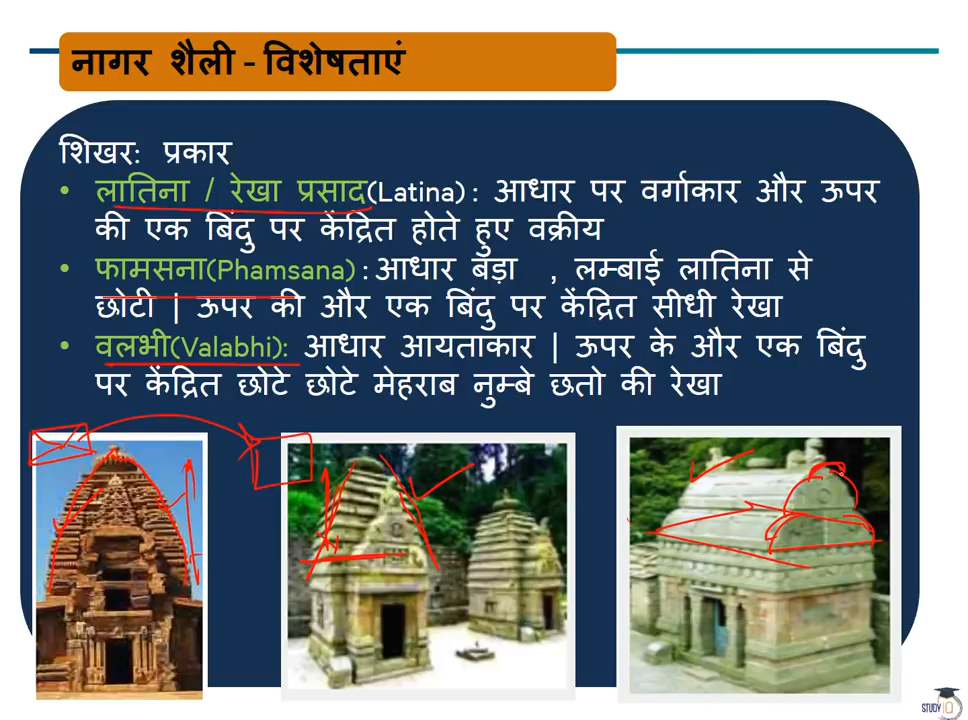 नागर शैली - विशेषताएं
शिखर: प्रकार
• लातिना / रेखा प्रसाद(Latina) : आधार पर वर्गाकार और ऊपर
की एक बिंदु पर केंद्रित होते हुए वक्रीय
• फामसना(Phamsana) : आधार बड़ा , लम्बाई लातिना से
छोटी | ऊपर की और एक बिंदु पर केंद्रित सीधी रेखा
• वलभी(Valabhi): आधार आयताकार | ऊपर के और एक बिंदु
पर केंद्रित छोटे छोटे मेहराब नुम्बे छतो की रेखा
STUDY IQ